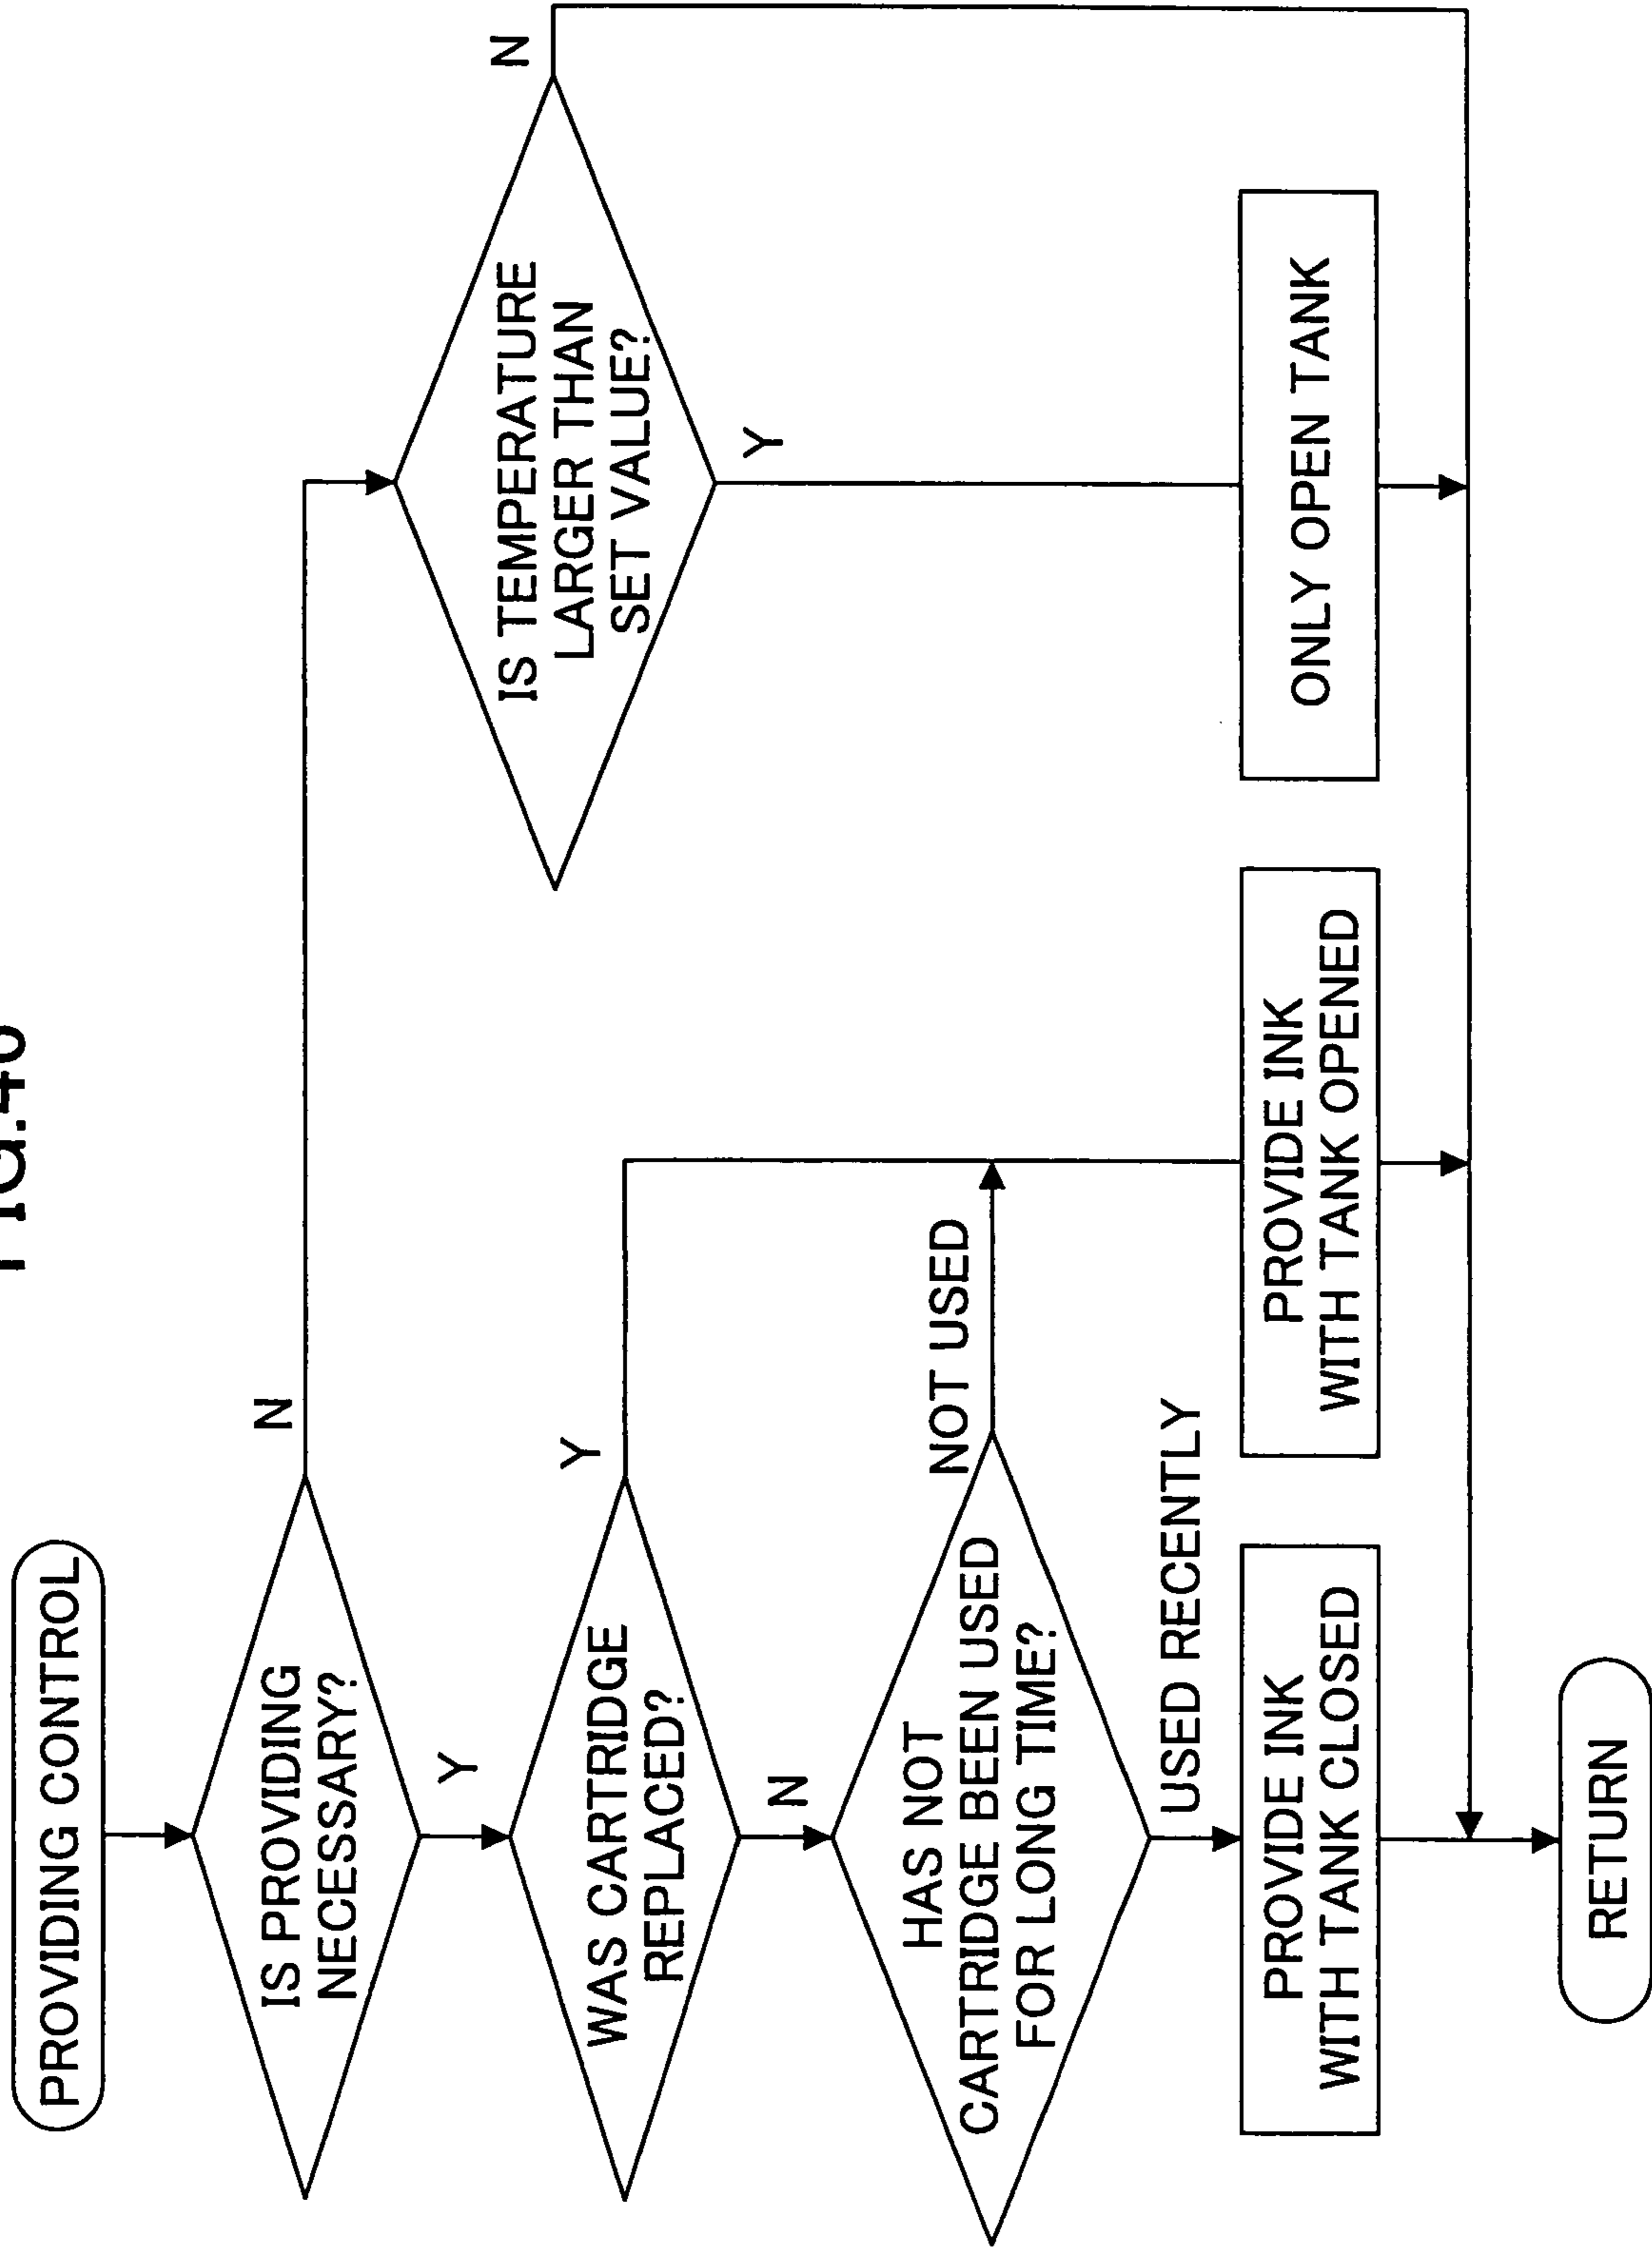 PROVIDING CONTROL
IS PROVIDING
NECESSARY?
N
Y
WAS CARTRIDGE
REPLACED?
Y
N
HAS NOT
CARTRIDGE BEEN USED
FOR LONG TIME?
NOT USED
USED RECENTLY
IS TEMPERATURE
LARGER THAN
SET VALUE?
N
Y
PROVIDE INK
WITH TANK CLOSED
PROVIDE INK
WITH TANK OPENED
ONLY OPEN TANK
RETURN